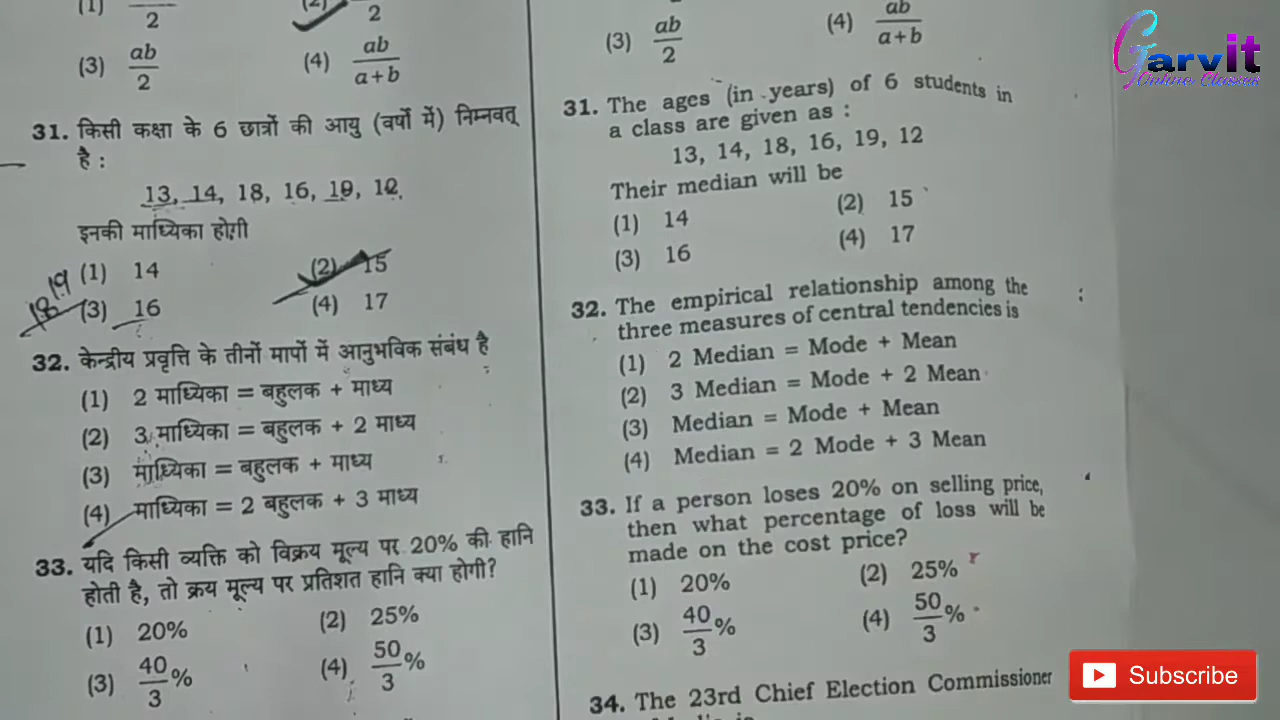 (1)
2
(2)
2
(3) ab/2
(4) ab/a+b
31. किसी कक्षा के 6 छात्रों की आयु (वर्षो में) निम्नवत्
है :
13, 14, 18, 16, 19, 12
इनकी माध्यिका होगी
(1) 14 (2) 15
(3) 16 (4) 17
18 19
32. केन्द्रीय प्रवृत्ति के तीनों मापों में आनुभविक संबंध है
(1) 2 माध्यिका = बहुलक + माध्य
(2) 3 माध्यिका = बहुलक + 2 माध्य
(3) माध्यिका = बहुलक + माध्य
(4) माध्यिका = 2 बहुलक + 3 माध्य
33. यदि किसी व्यक्ति को विक्रय मूल्य पर 20% की हानि
होती है, तो क्रय मूल्य पर प्रतिशत हानि क्या होगी?
(1) 20% (2) 25%
(3) 40/3% (4) 50/3%
(3) ab/2 (4) ab/a+b
31. The ages (in years) of 6 students in
a class are given as :
13, 14, 18, 16, 19, 12
Their median will be
(1) 14 (2) 15
(3) 16 (4) 17
32. The empirical relationship among the
three measures of central tendencies is :
(1) 2 Median = Mode + Mean
(2) 3 Median = Mode + 2 Mean
(3) Median = Mode + Mean
(4) Median = 2 Mode + 3 Mean
33. If a person loses 20% on selling price,
then what percentage of loss will be
made on the cost price?
(1) 20% (2) 25%
(3) 40/3% (4) 50/3%
34. The 23rd Chief Election Commissioner
Garvit
Online Classes
Subscribe